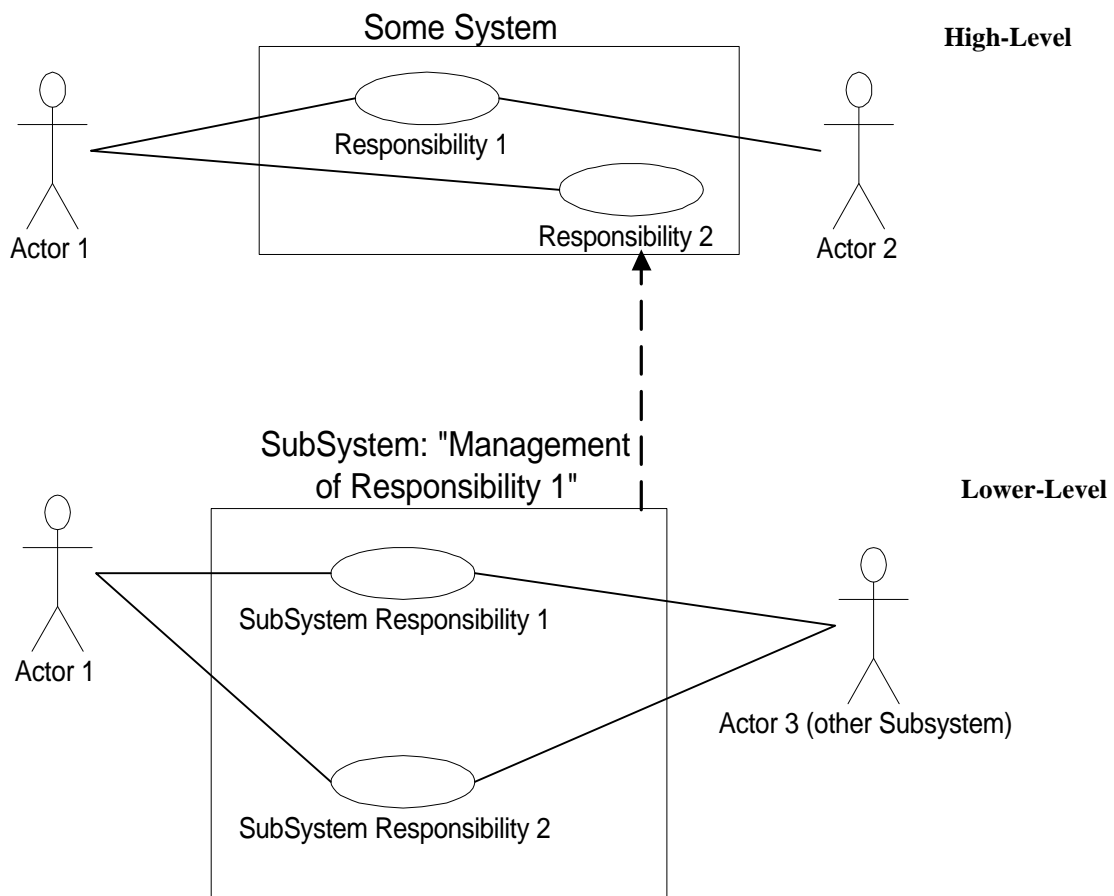 Some System
High-Level
Responsibility 1
Responsibility 2
Actor 1
Actor 2
SubSystem: "Management
of Responsibility 1"
Lower-Level
SubSystem Responsibility 1
Actor 1
Actor 3 (other Subsystem)
SubSystem Responsibility 2